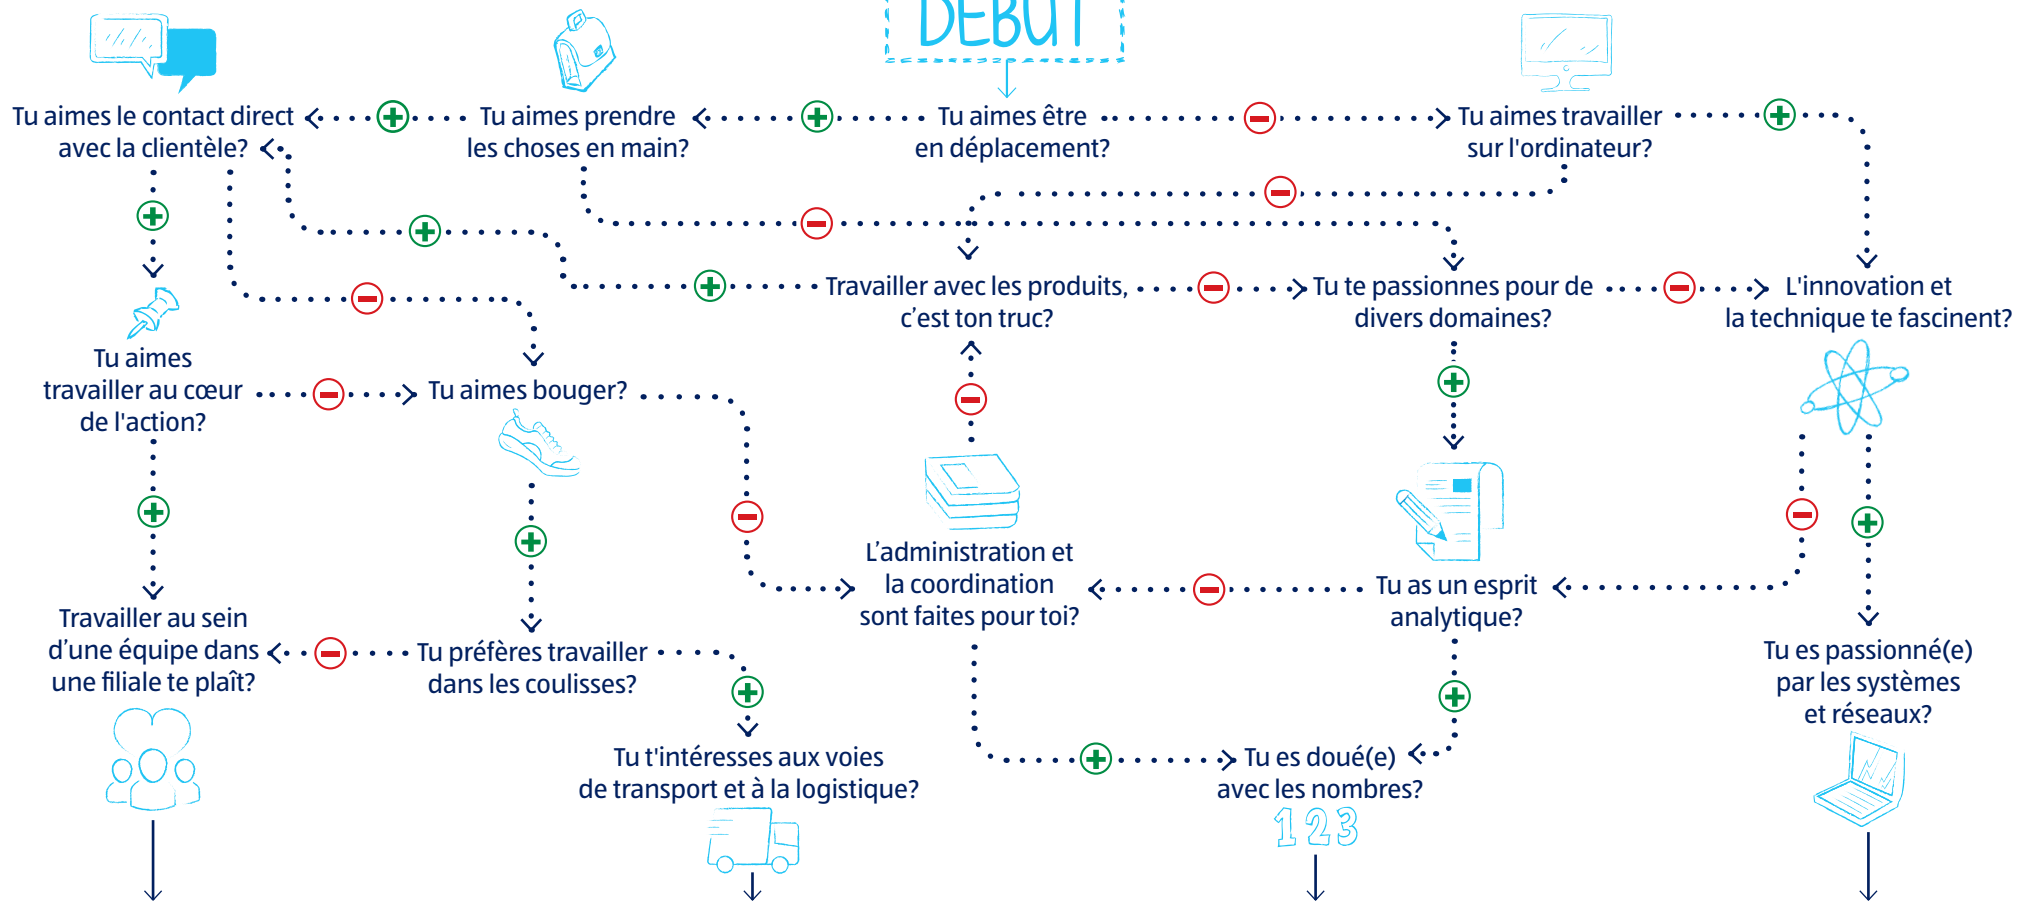 DÉBUT
Tu aimes le contact direct
avec la clientèle?
Tu aimes prendre
les choses en main?
Tu aimes être
en déplacement?
Tu aimes travailler
sur l'ordinateur?
Travailler avec les produits,
c’est ton truc?
Tu te passionnes pour de
divers domaines?
L'innovation et
la technique te fascinent?
Tu aimes
travailler au cœur
de l'action?
Tu aimes bouger?
L’administration et
la coordination
sont faites pour toi?
Tu as un esprit
analytique?
Travailler au sein
d’une équipe dans
une filiale te plaît?
Tu préfères travailler
dans les coulisses?
Tu es passionné(e)
par les systèmes
et réseaux?
Tu t'intéresses aux voies
de transport et à la logistique?
Tu es doué(e)
avec les nombres?
1 2 3